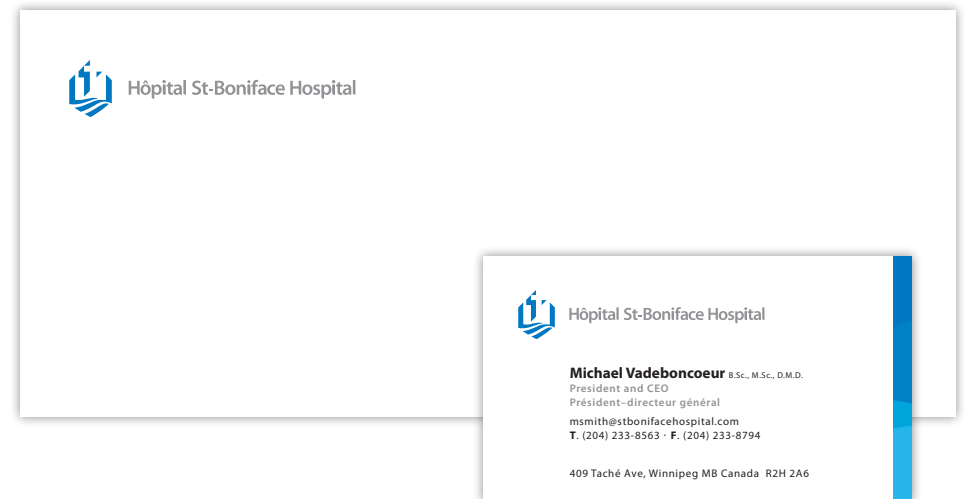 Hôpital St-Boniface Hospital
Hôpital St-Boniface Hospital
Michael Vadeboncoeur B.Sc., M.Sc., D.M.D.
President and CEO
Président–directeur général
msmith@stbonifacehospital.com
T. (204) 233-8563 · F. (204) 233-8794
409 Taché Ave, Winnipeg MB Canada R2H 2A6